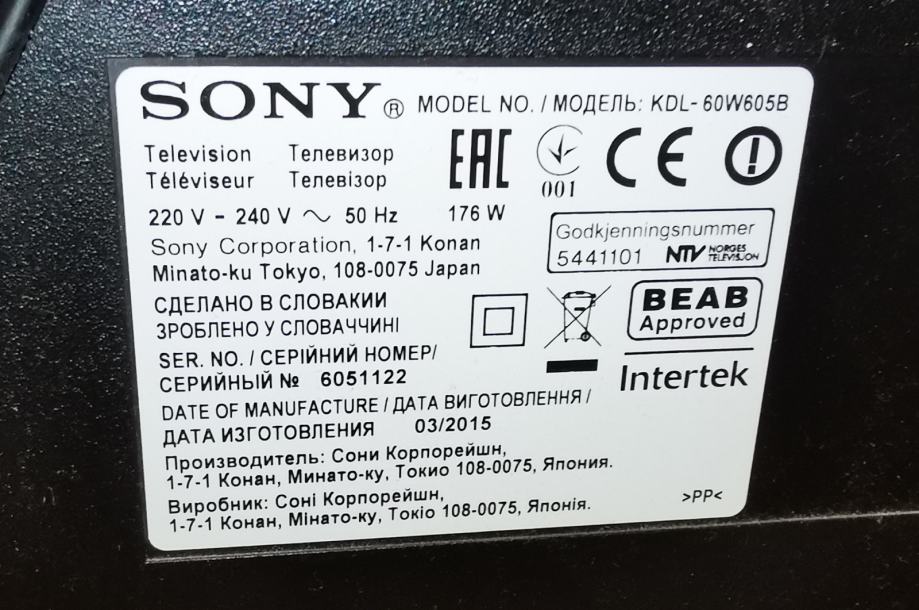 SONY® MODEL NO. / МОДЕЛЬ: KDL- 60W605B
Television Телевизор
Téléviseur Телевізор
EAC
001
CE
220 V - 240 V ~ 50 Hz 176 W
Sony Corporation, 1-7-1 Konan
Minato-ku Tokyo, 108-0075 Japan
Godkjenningsnummer
5441101 NTV NORGES
TELEVISJON
СДЕЛАНО В СЛОВАКИИ
ЗРОБЛЕНО У СЛОВАЧЧИНІ
BEAB
Approved
Intertek
SER. NO. / СЕРІЙНИЙ НОМЕР/
СЕРИЙНЫЙ № 6051122
DATE OF MANUFACTURE / ДАТА ВИГОТОВЛЕННЯ /
ДАТА ИЗГОТОВЛЕНИЯ 03/2015
Производитель: Сони Корпорейшн,
1-7-1 Конан, Минато-ку, Токио 108-0075, Япония.
Виробник: Соні Корпорейшн,
1-7-1 Конан, Мінато-ку, Токіо 108-0075, Японія.
>PP<